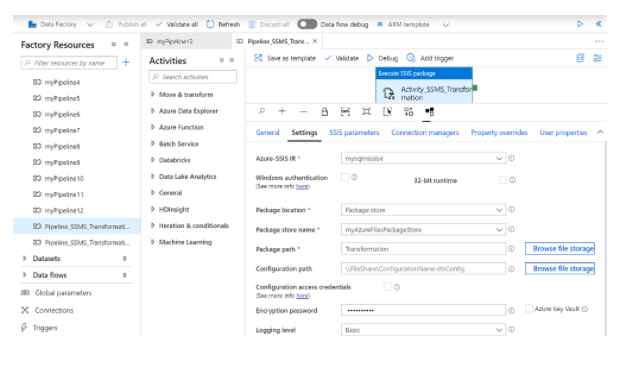 Data Factory
Publish all
Validate all
Refresh
Discard all
Data flow debug
ARM template
Factory Resources
Filter resources by name
myPipeline4
myPipeline5
myPipeline6
myPipeline7
myPipeline8
myPipeline9
myPipeline10
myPipeline11
myPipeline12
Pipeline_SSMS_Transformati...
Pipeline_SSMS_Transformati...
Datasets
Data flows
Global parameters
Connections
Triggers
myPipeline12
Pipeline_SSMS_Trans...
Activities
Search activities
Move & transform
Azure Data Explorer
Azure Function
Batch Service
Databricks
Data Lake Analytics
General
HDInsight
Iteration & conditionals
Machine Learning
Save as template
Validate
Debug
Add trigger
Execute SSIS package
Activity_SSMS_Transfor
mation
General Settings SSIS parameters Connection managers Property overrides User properties
Azure-SSIS IR *
Windows authentication
(See more info here)
32-bit runtime
Package location *
Package store
Package store name *
myAzureFilesPackageStore
Package path *
Transformation
Browse file storage
Configuration path
\\FileShare\ConfigurationName.dtsConfig
Browse file storage
Configuration access credentials
(See more info here)
Encryption password
••••••••••
Azure Key Vault
Logging level
Basic